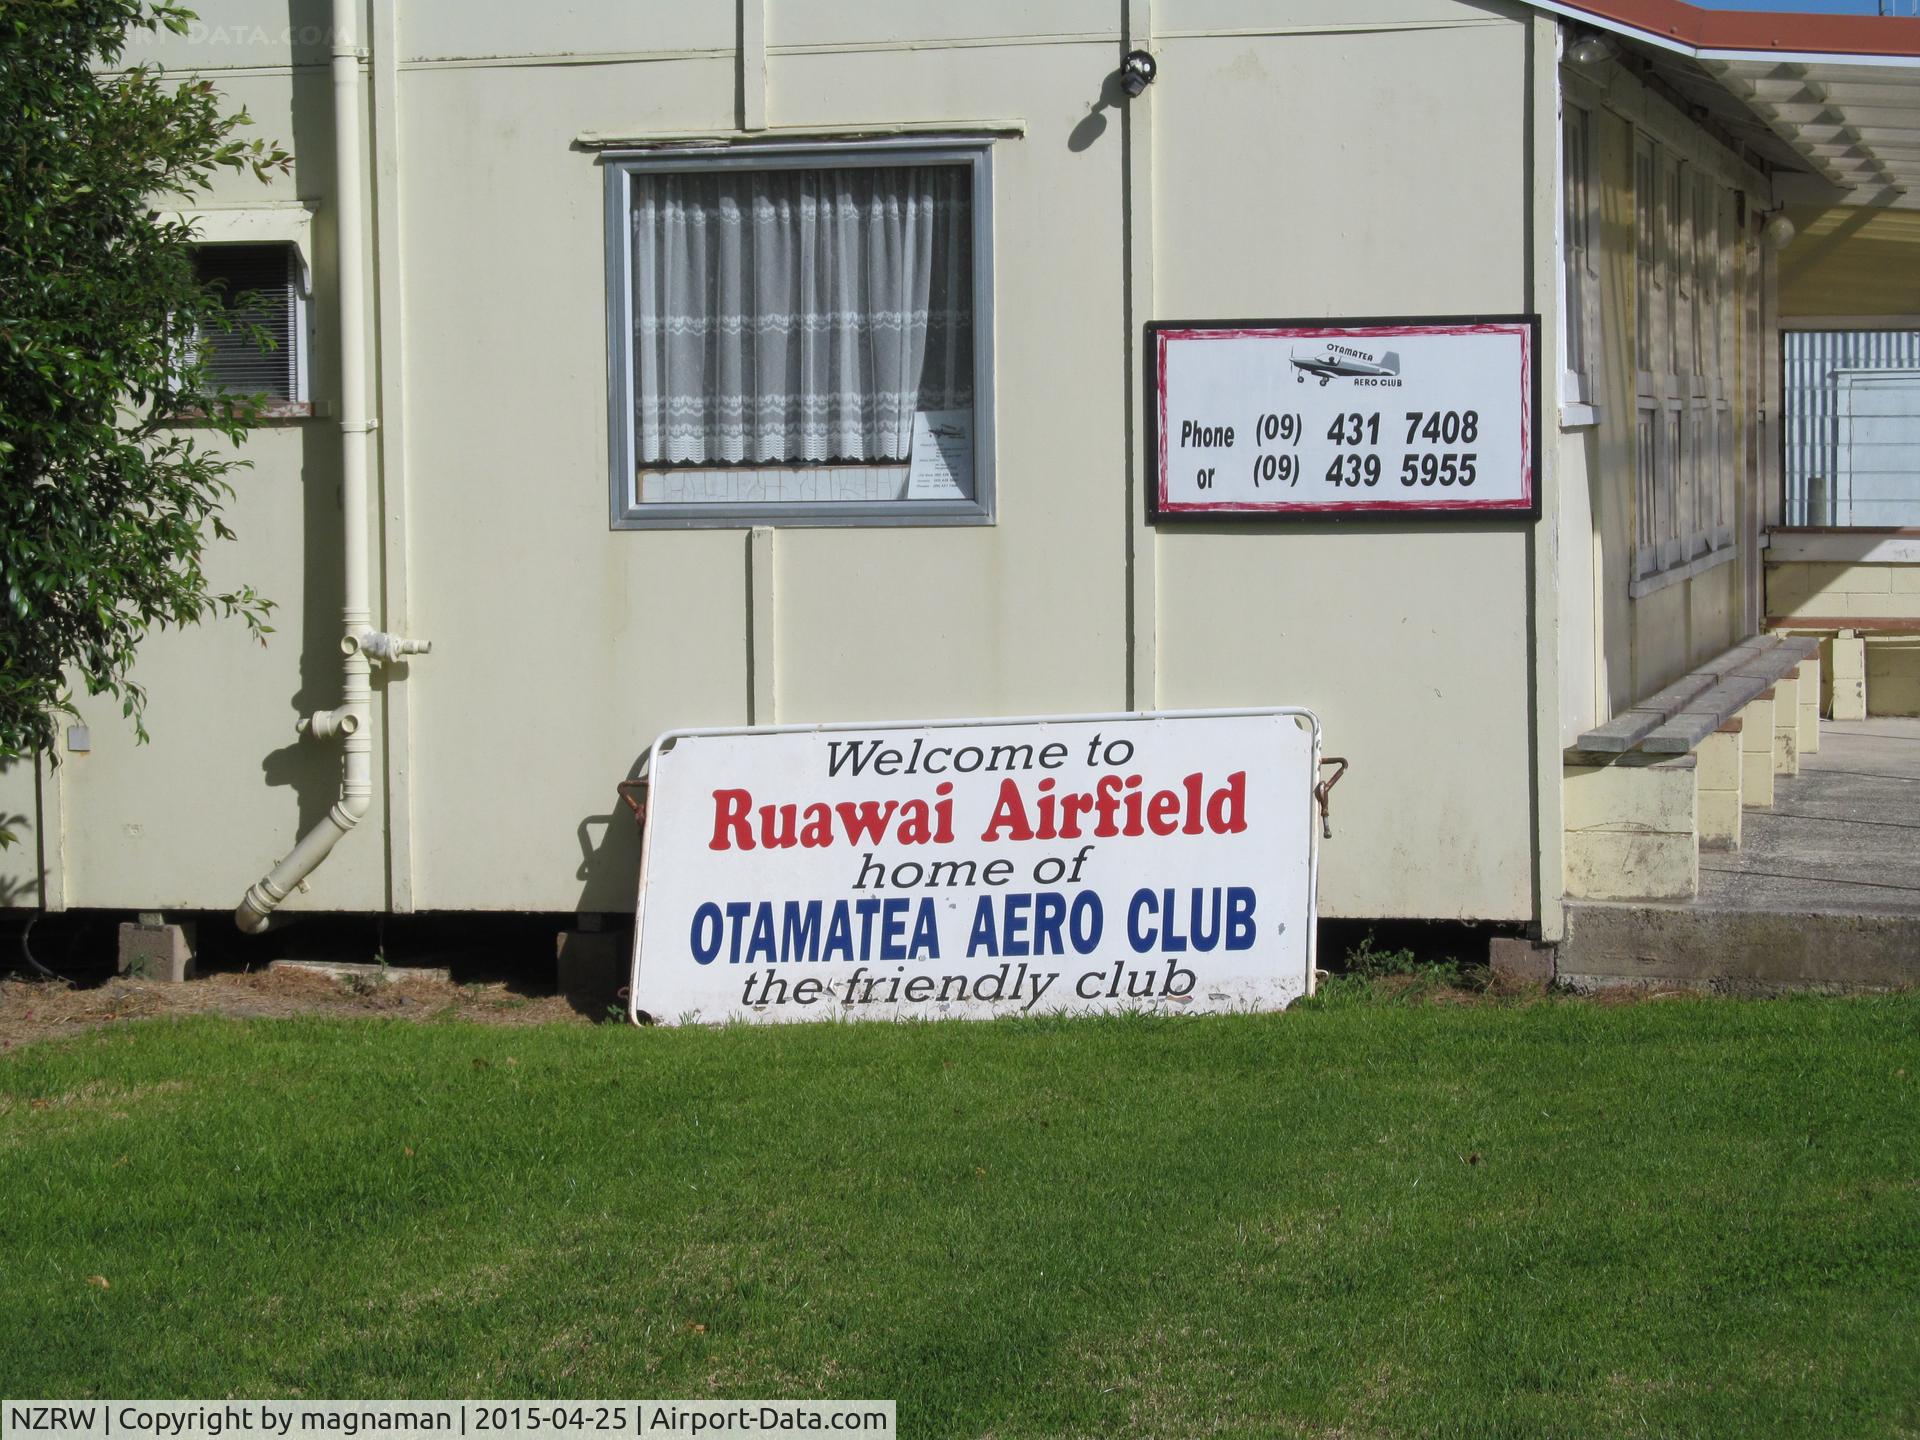 OTAMATEA
AERO CLUB
Phone (09) 431 7408
or (09) 439 5955
Welcome to
Ruawai Airfield
home of
OTAMATEA AERO CLUB
the friendly club
NZRW | Copyright by magnaman | 2015-04-25 | Airport-Data.com